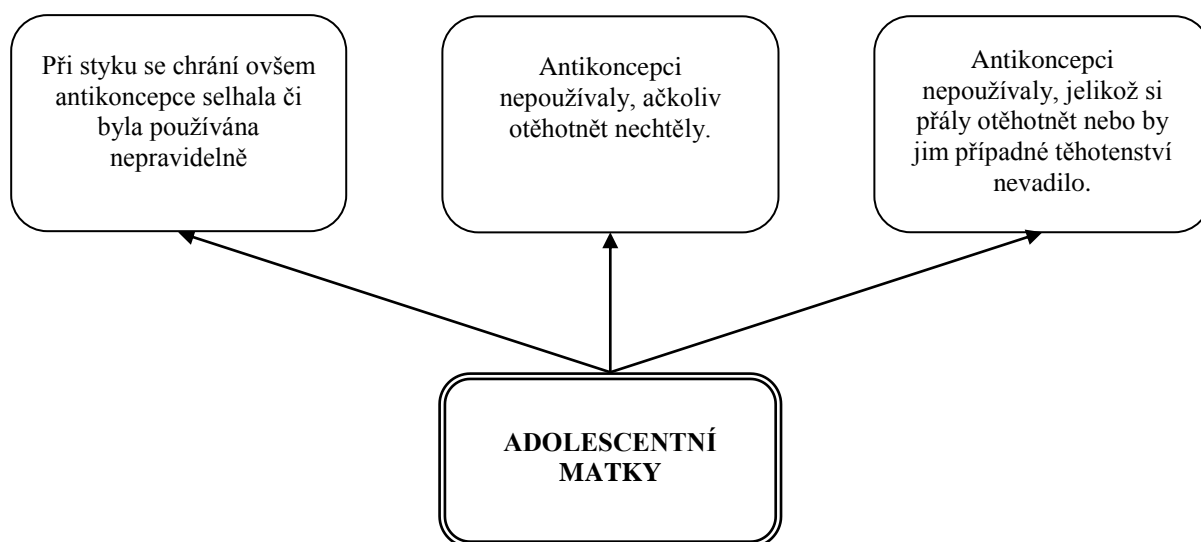 Při styku se chrání ovšem
antikoncepce selhala či
byla používána
nepravidelně
Antikoncepci
nepoužívaly, ačkoliv
otěhotnět nechtěly.
Antikoncepci
nepoužívaly, jelikož si
přály otěhotnět nebo by
jim případné těhotenství
nevadilo.
ADOLESCENTNÍ
MATKY